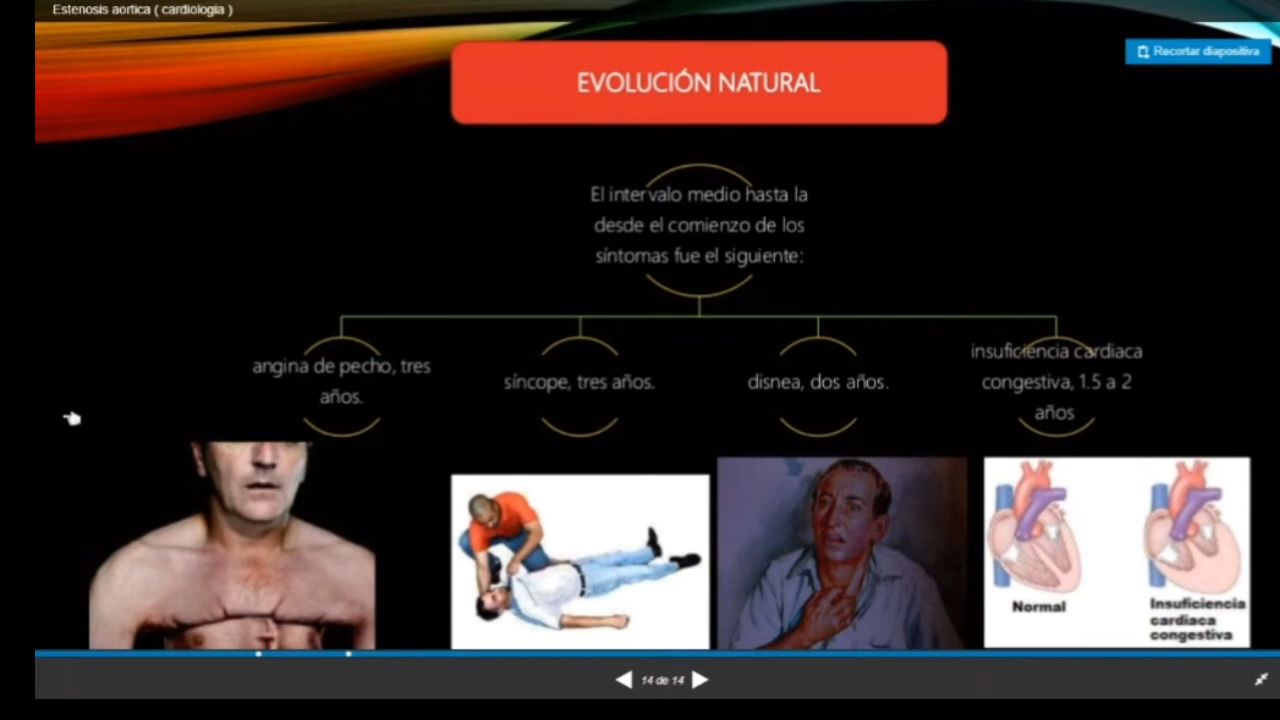 Estenosis aortica ( cardiologia )
Recortar diapositiva
EVOLUCIÓN NATURAL
El intervalo medio hasta la
desde el comienzo de los
síntomas fue el siguiente:
angina de pecho, tres
años.
síncope, tres años.
disnea, dos años.
insuficiencia cardiaca
congestiva, 1.5 a 2
años
Normal
Insuficiencia
cardiaca
congestiva
14 de 14